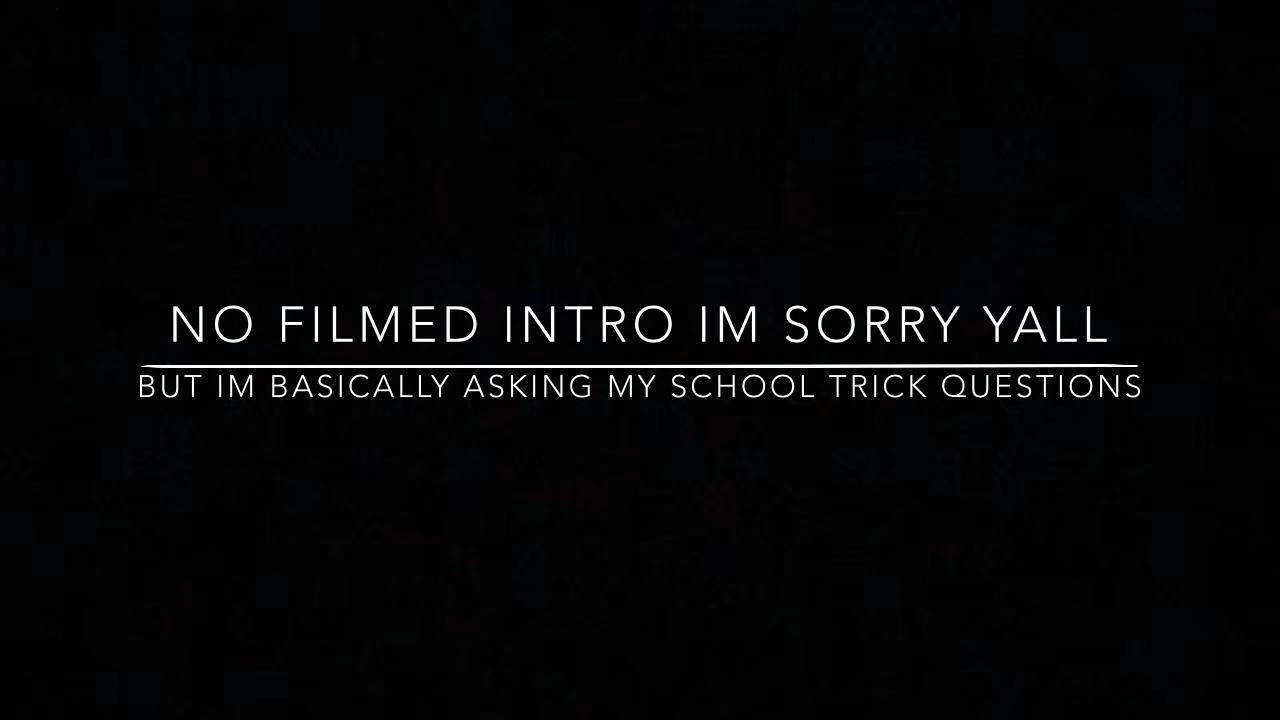 NO FILMED INTRO IM SORRY YALL
BUT IM BASICALLY ASKING MY SCHOOL TRICK QUESTIONS